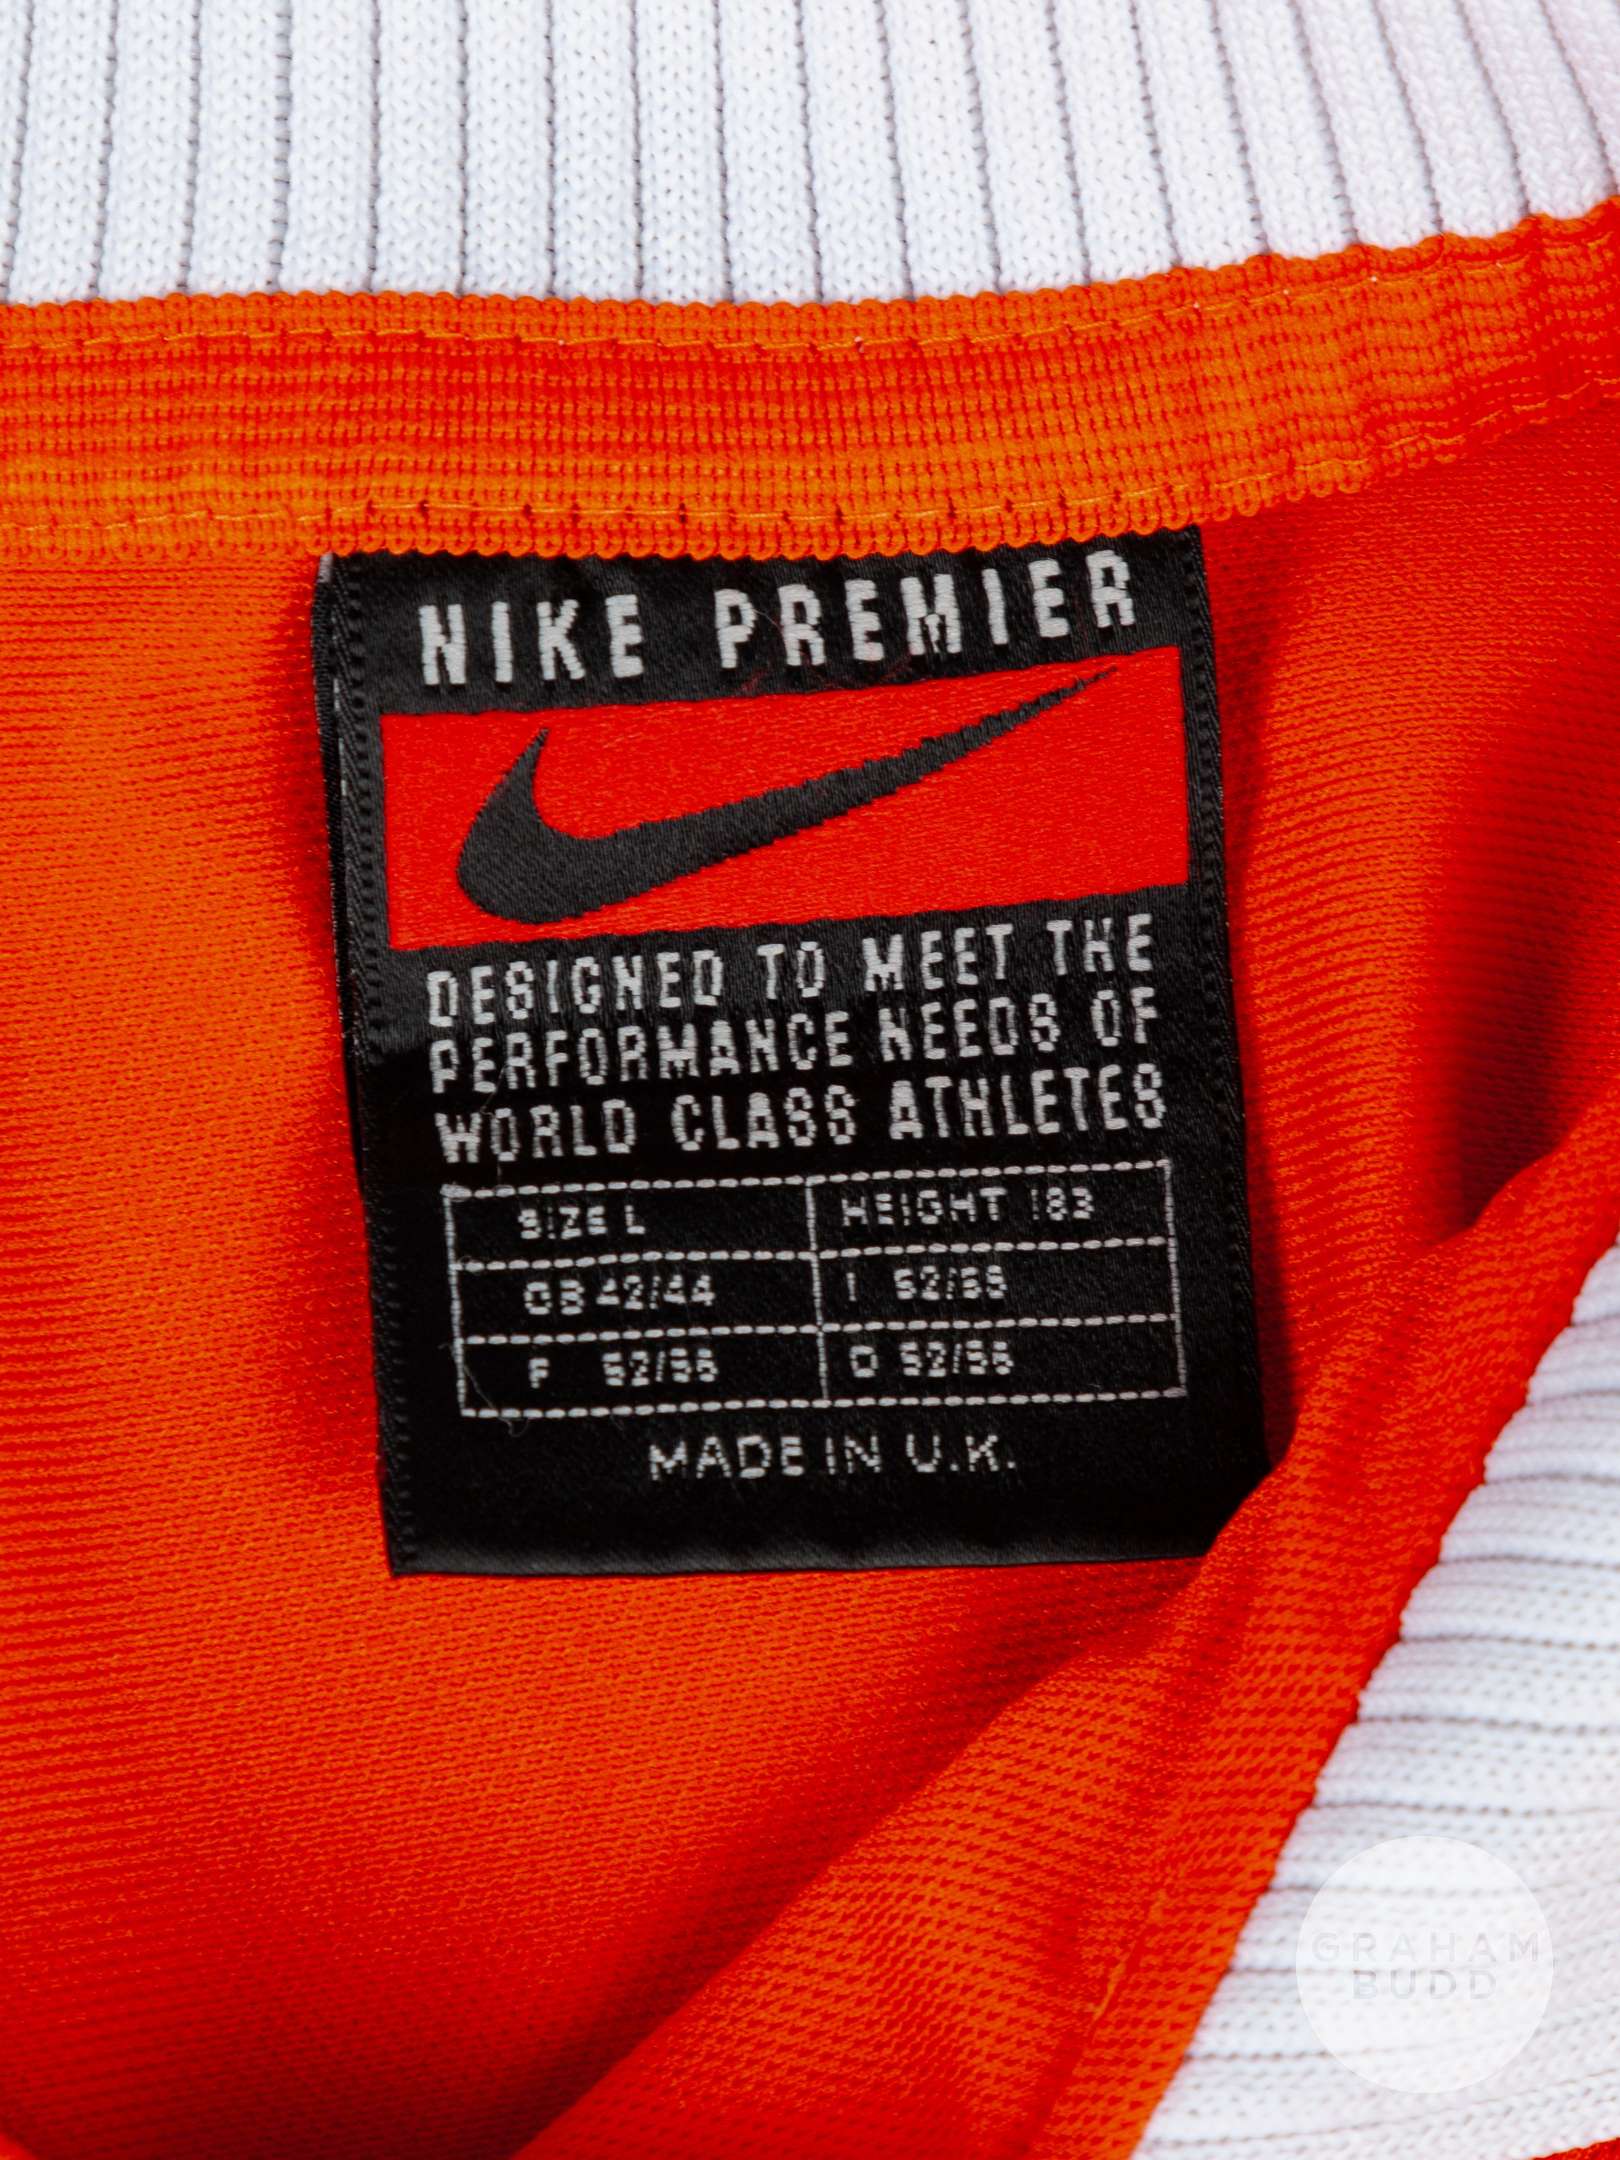 NIKE PREMIER
DESIGNED TO MEET THE
PERFORMANCE NEEDS OF
WORLD CLASS ATHLETES
SIZE L HEIGHT 183
GB 42/44 I 52/56
F 52/56 D 52/56
MADE IN U.K.
GRAHAM
BUDD